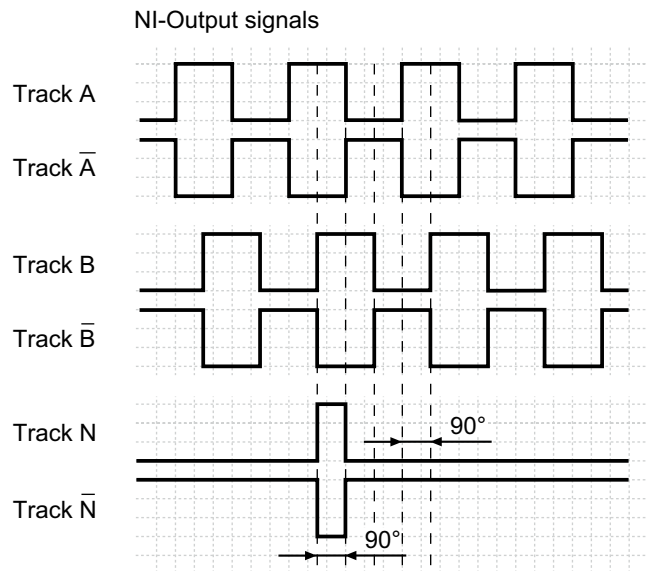 NI-Output signals
Track A
Track A̅
Track B
Track B̅
Track N
90°
Track N̅
90°